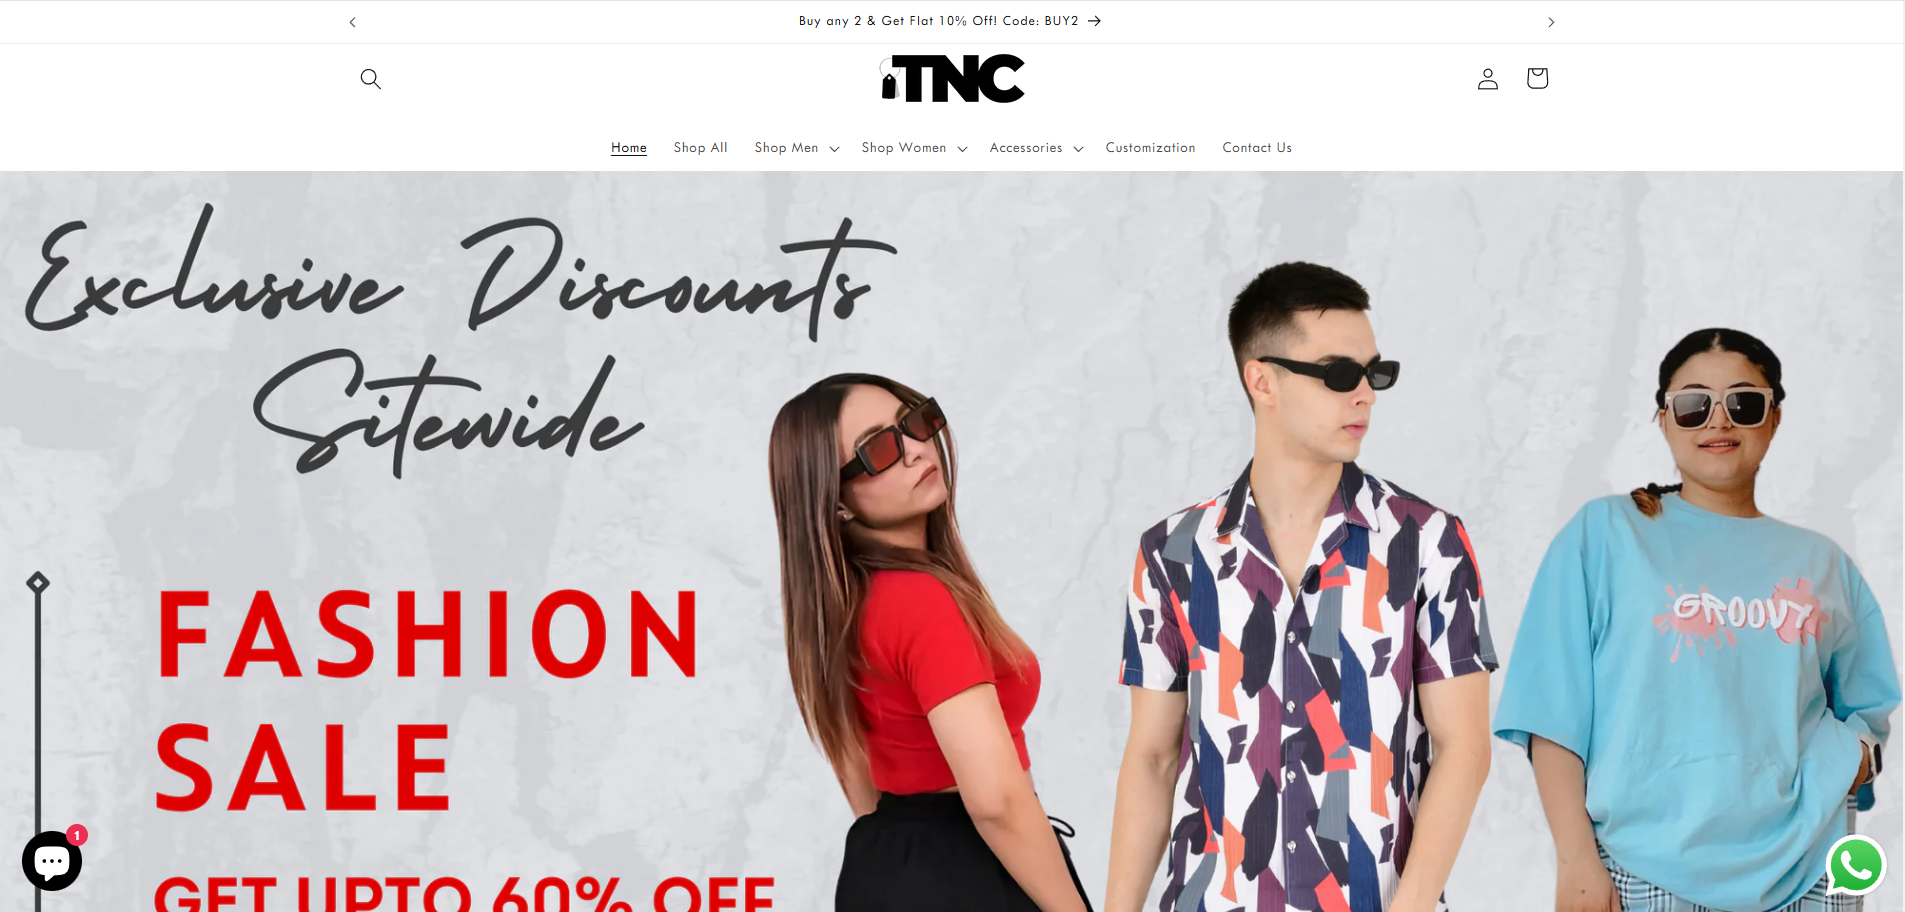 Buy any 2 & Get Flat 10% Off! Code: BUY2
TNC
Home Shop All Shop Men Shop Women Accessories Customization Contact Us
Exclusive Discounts
Sitewide
FASHION
SALE
GET UPTO 60% OFF
GROOVY
1